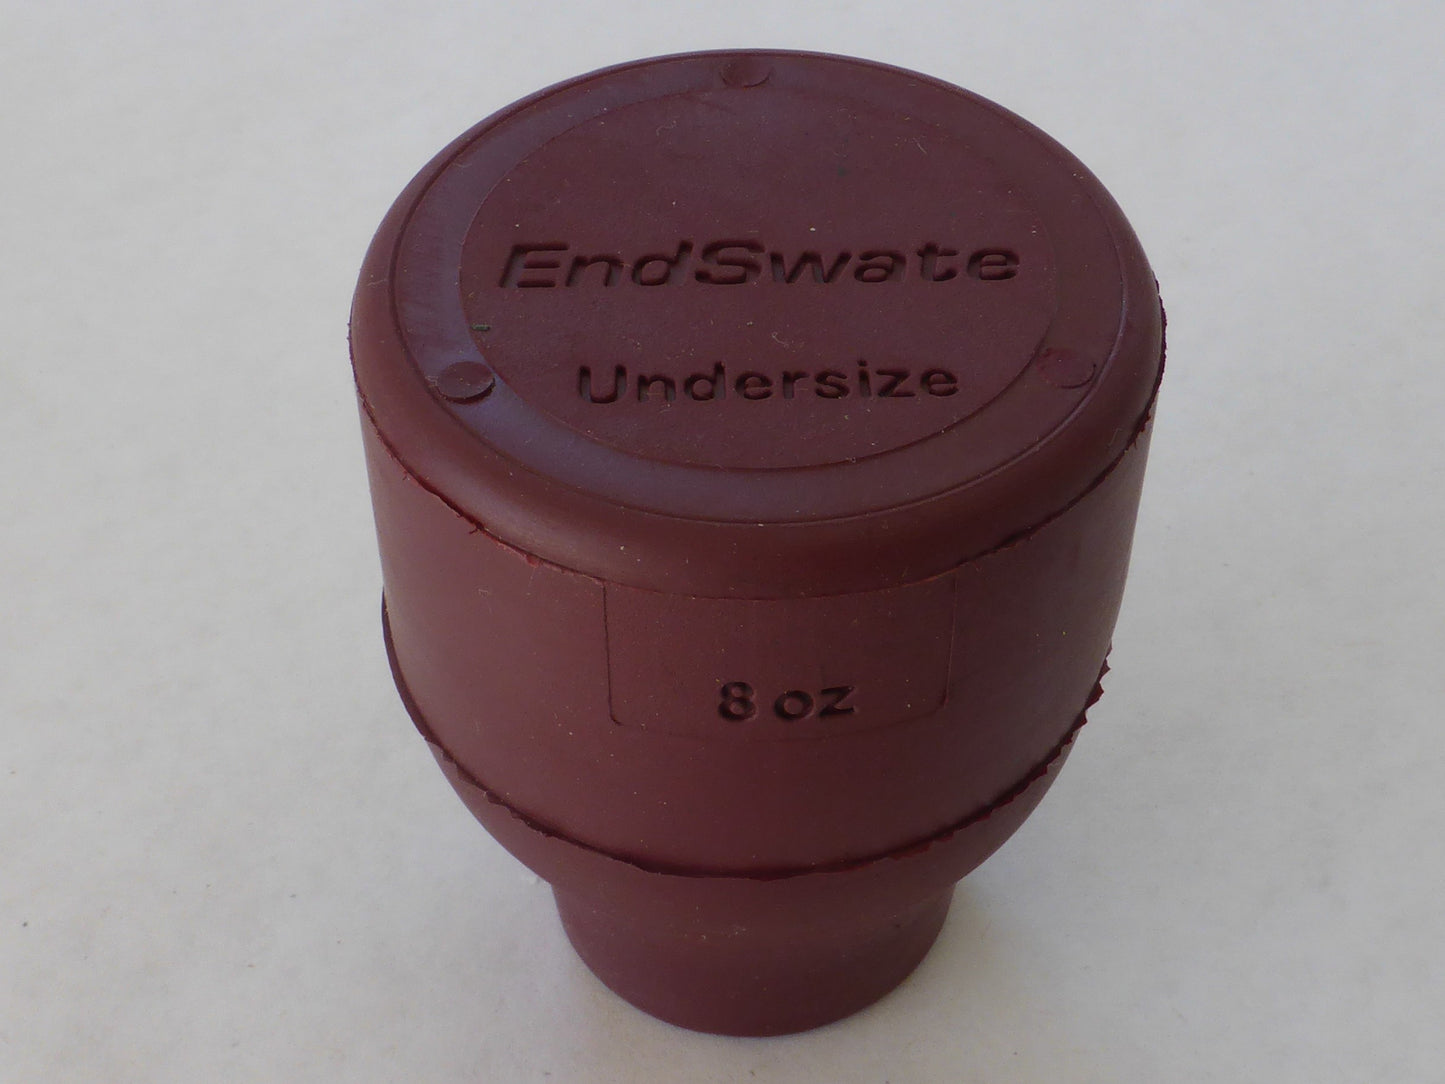 EndSwate
Undersize
8 oz